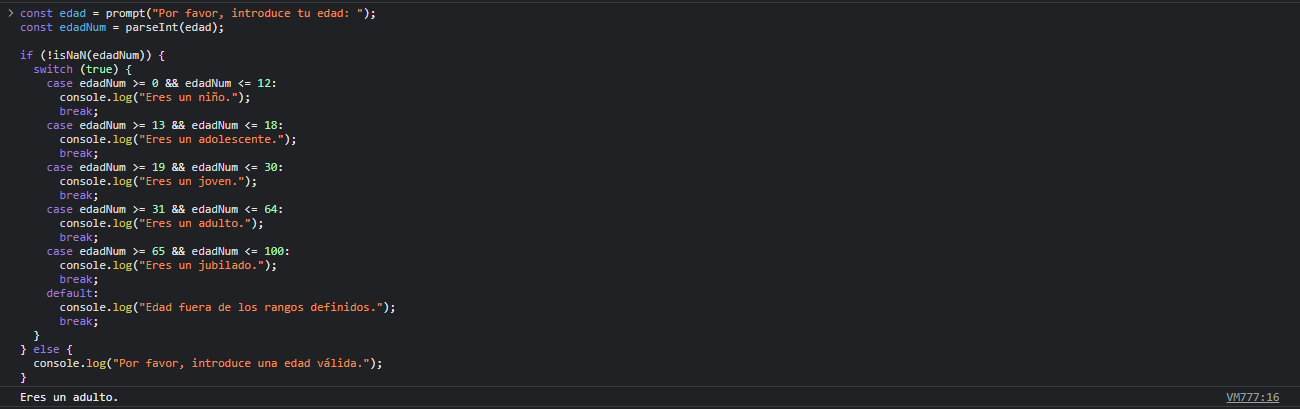 > const edad = prompt("Por favor, introduce tu edad: ");
const edadNum = parseInt(edad);
if (!isNaN(edadNum)) {
switch (true) {
case edadNum >= 0 && edadNum <= 12:
console.log("Eres un niño.");
break;
case edadNum >= 13 && edadNum <= 18:
console.log("Eres un adolescente.");
break;
case edadNum >= 19 && edadNum <= 30:
console.log("Eres un joven.");
break;
case edadNum >= 31 && edadNum <= 64:
console.log("Eres un adulto.");
break;
case edadNum >= 65 && edadNum <= 100:
console.log("Eres un jubilado.");
break;
default:
console.log("Edad fuera de los rangos definidos.");
break;
}
} else {
console.log("Por favor, introduce una edad válida.");
}
Eres un adulto. VM777:16